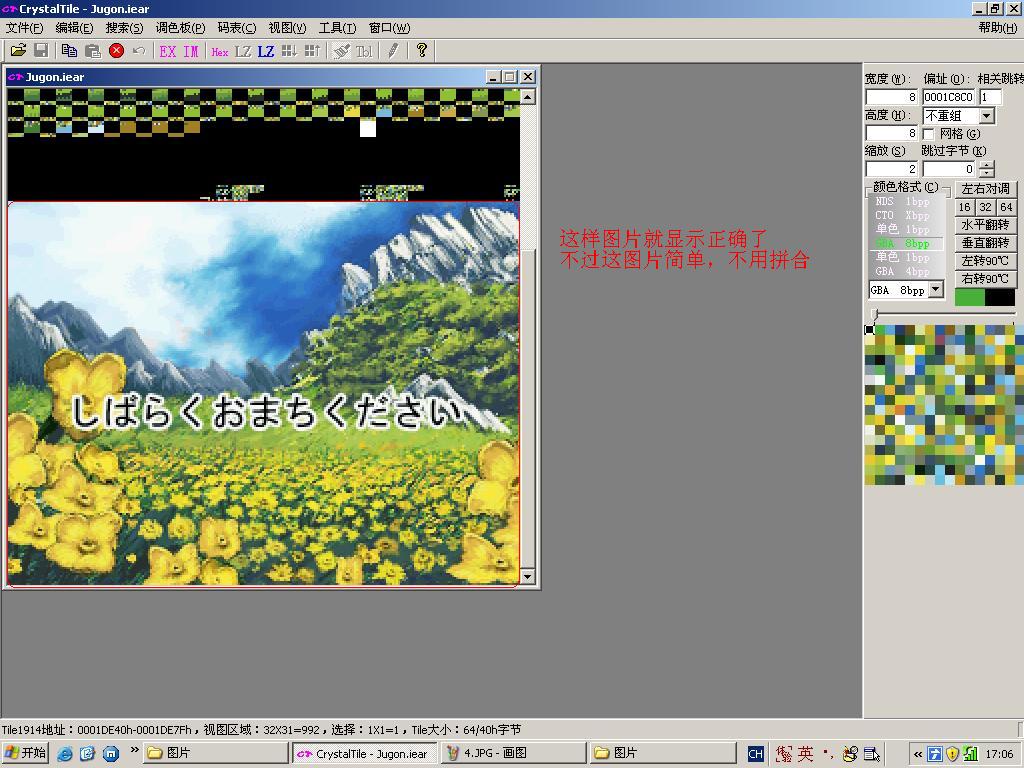 CrystalTile - Jugon.iear
文件(F) 编辑(E) 搜索(S) 调色板(P) 码表(C) 视图(V) 工具(T) 窗口(W) 帮助(H)
EX IM Hex LZ LZ Tbl
Jugon.iear
しばらくおまちください
这样图片就显示正确了
不过这图片简单，不用拼合
宽度(W): 偏址(O): 相关跳转
8 0001C8C0 1
高度(H): 不重组
8 网格(G)
缩放(S) 跳过字节(K)
2 0
颜色格式(C) 左右对调
NDS 1bpp
CTO Xbpp 16 32 64
单色 1bpp 水平翻转
GBA 8bpp 垂直翻转
单色 1bpp 左转90℃
GBA 4bpp 右转90℃
GBA 8bpp
Tile1914地址：0001DE40h-0001DE7Fh，视图区域：32X31=992，选择：1X1=1，Tile大小：64/40h字节
开始 » 图片 CrystalTile - Jugon.iear 4.JPG - 画图 图片 CH 英 « 17:06